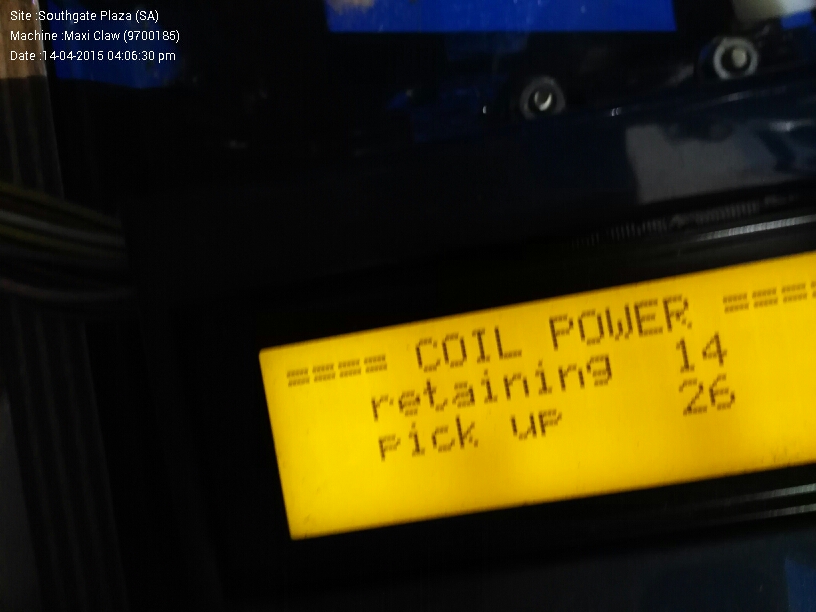 Site :Southgate Plaza (SA)
Machine :Maxi Claw (9700185)
Date :14-04-2015 04:06:30 pm
==== COIL POWER ====
retaining 14
Pick UP 26